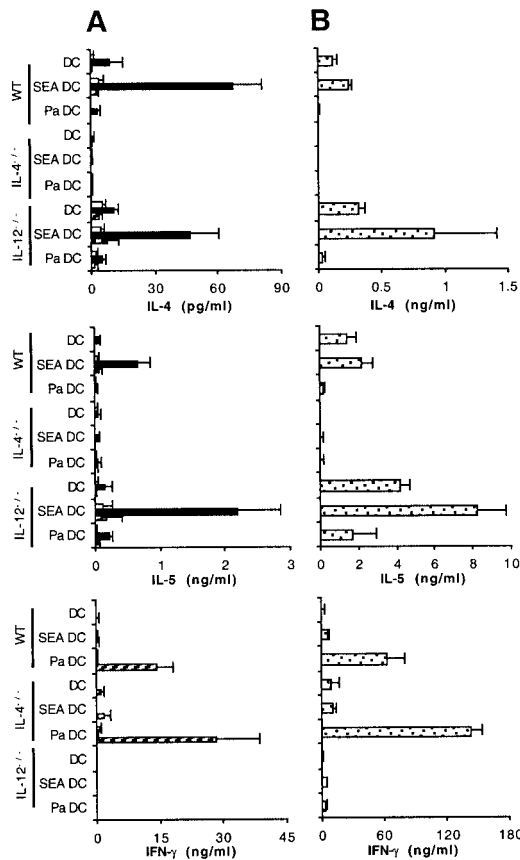 A
B
WT
DC
SEA DC
Pa DC
IL-4-/-
DC
SEA DC
Pa DC
IL-12-/-
DC
SEA DC
Pa DC
0 30 60 90
IL-4 (pg/ml)
0 0.5 1 1.5
IL-4 (ng/ml)
WT
DC
SEA DC
Pa DC
IL-4-/-
DC
SEA DC
Pa DC
IL-12-/-
DC
SEA DC
Pa DC
0 1 2 3
IL-5 (ng/ml)
0 2 4 6 8 10
IL-5 (ng/ml)
WT
DC
SEA DC
Pa DC
IL-4-/-
DC
SEA DC
Pa DC
IL-12-/-
DC
SEA DC
Pa DC
0 15 30 45
IFN-γ (ng/ml)
0 60 120 180
IFN-γ (ng/ml)